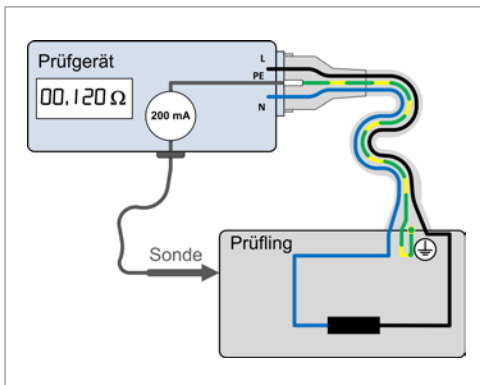 Prüfgerät
L
PE
N
00.120 Ω
200 mA
Sonde
Prüfling